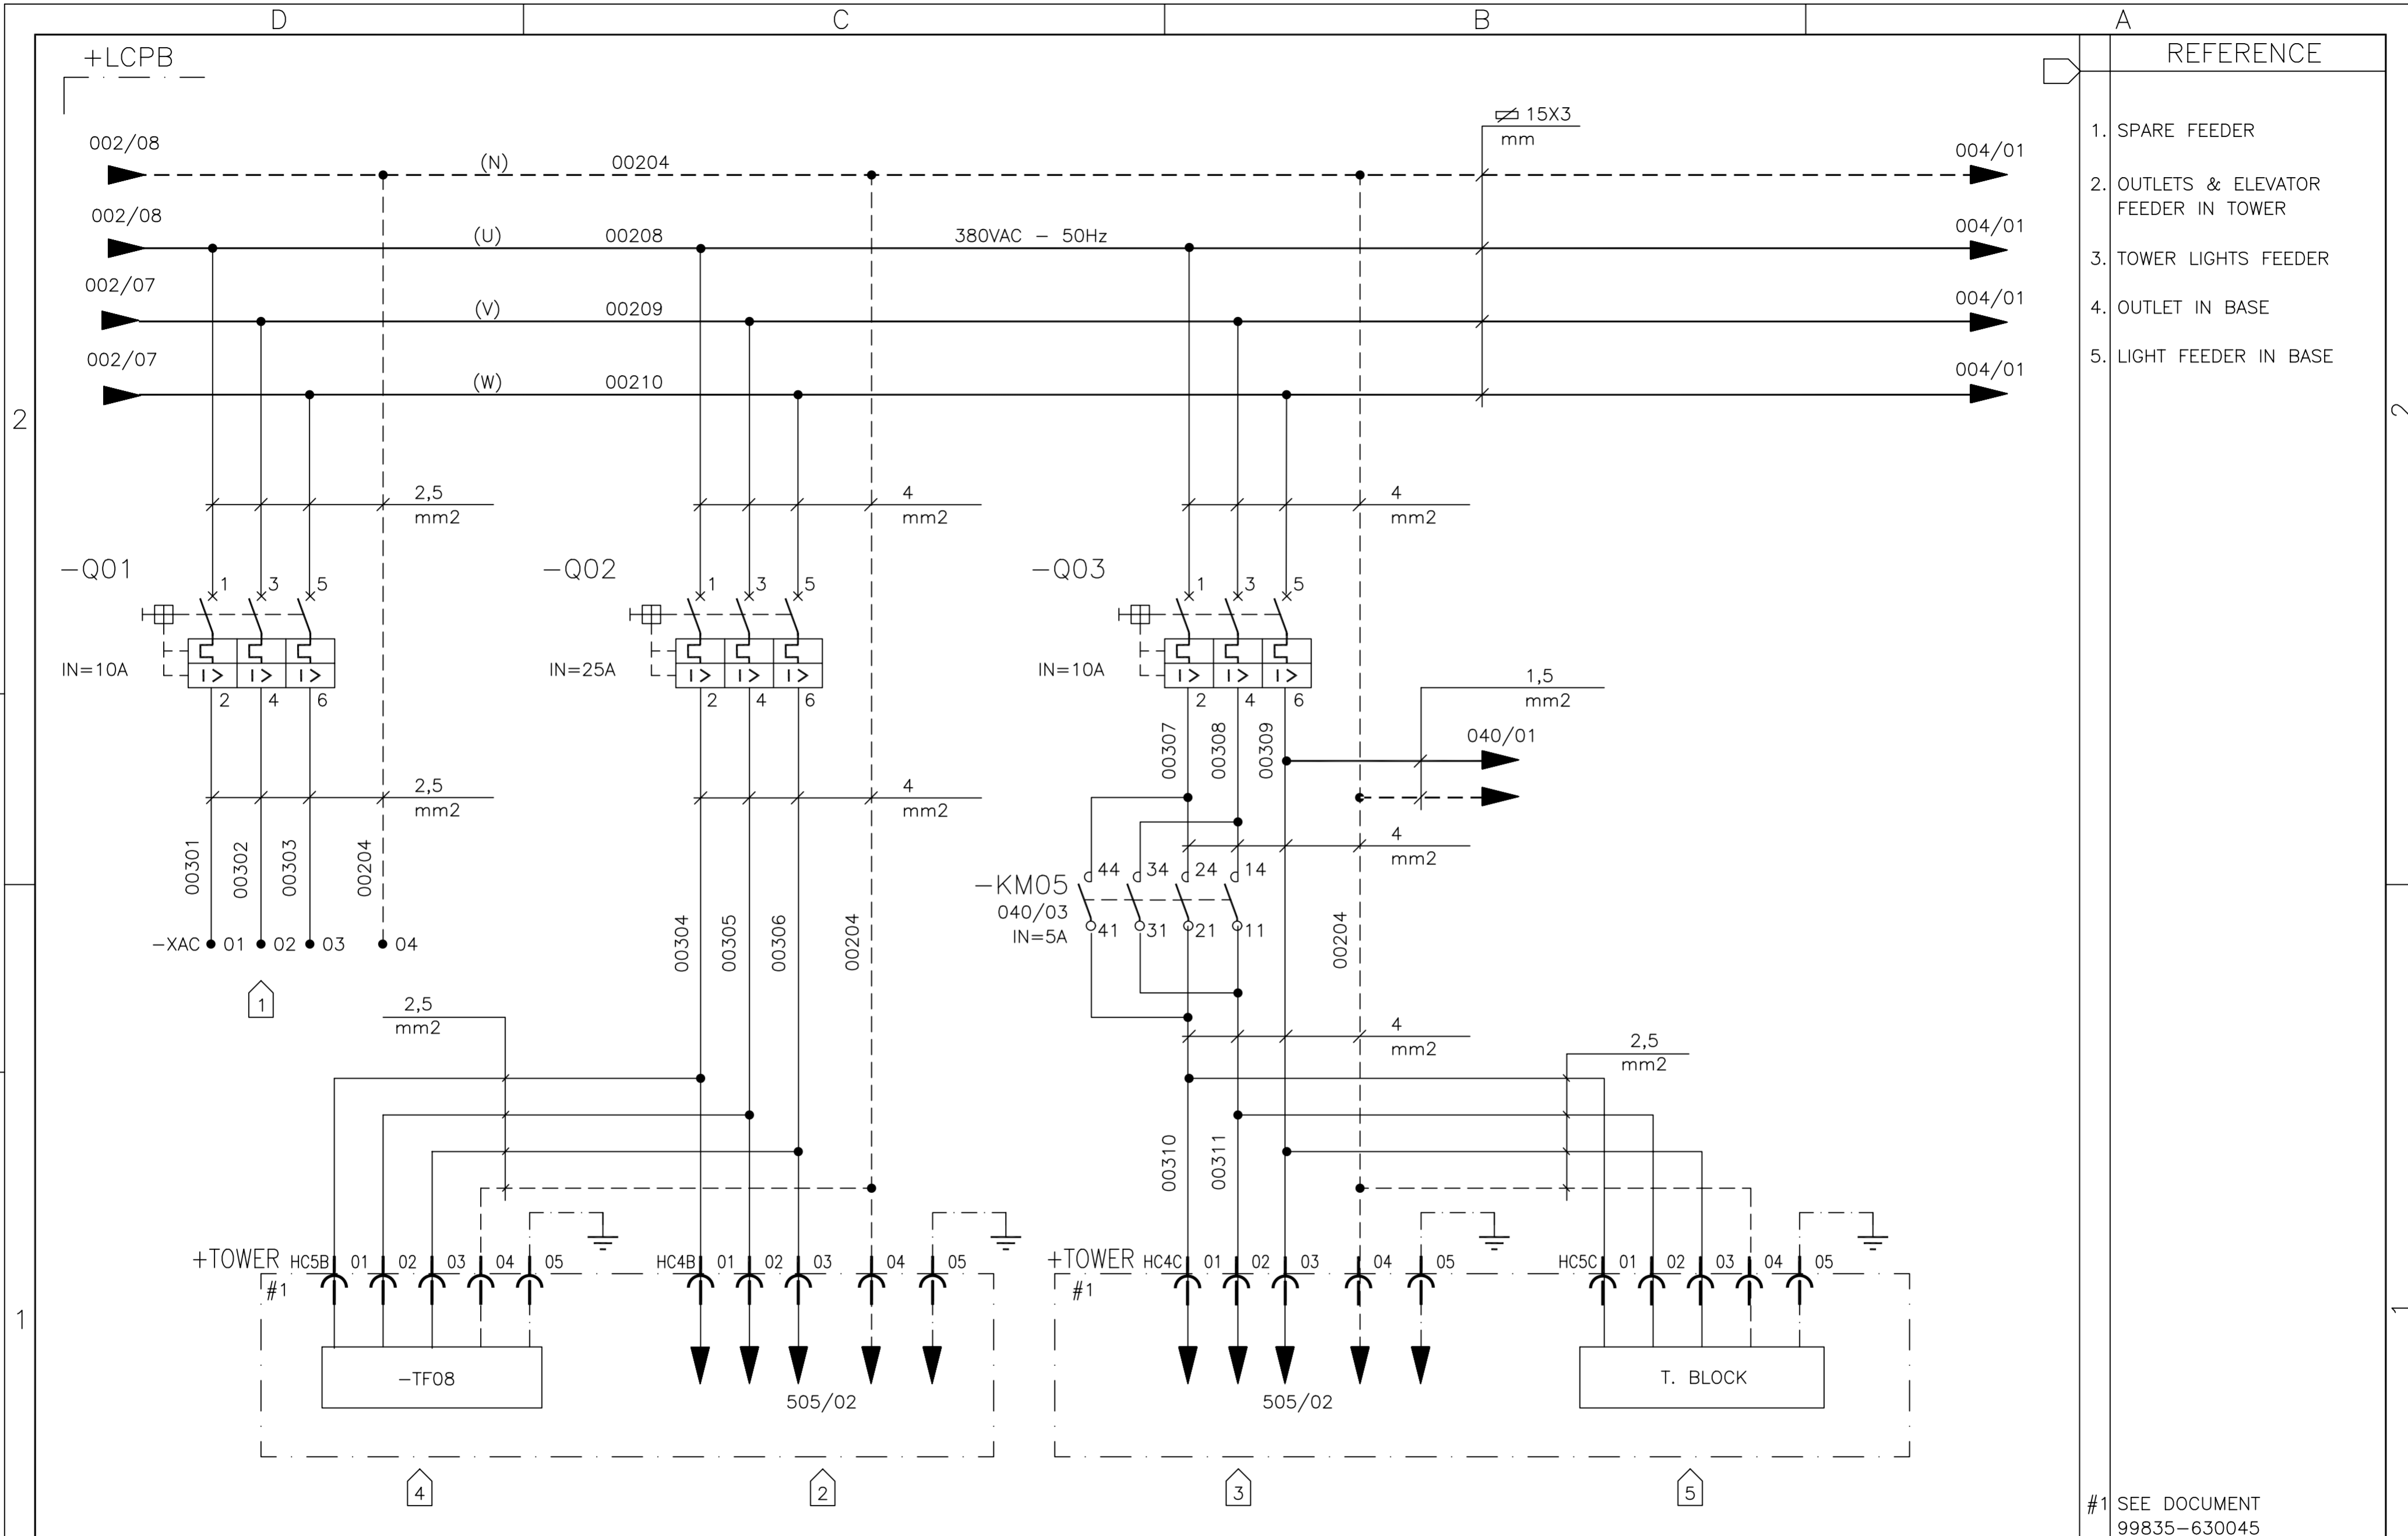 D
C
B
A
+LCPB
REFERENCE
15X3
mm
002/08
(N)
00204
004/01
002/08
(U)
00208
380VAC – 50Hz
004/01
002/07
(V)
00209
004/01
002/07
(W)
00210
004/01
1. SPARE FEEDER
2. OUTLETS & ELEVATOR
FEEDER IN TOWER
3. TOWER LIGHTS FEEDER
4. OUTLET IN BASE
5. LIGHT FEEDER IN BASE
2
2
2,5
mm2
4
mm2
4
mm2
–Q01
1 3 5
IN=10A
I> I> I>
2 4 6
–Q02
1 3 5
IN=25A
I> I> I>
2 4 6
–Q03
1 3 5
IN=10A
I> I> I>
2 4 6
1,5
mm2
040/01
00307
00308
00309
2,5
mm2
4
mm2
4
mm2
00301
00302
00303
00204
–XAC 01 02 03 04
1
00304
00305
00306
00204
–KM05
040/03
IN=5A
44 34 24 14
41 31 21 11
00204
2,5
mm2
4
mm2
2,5
mm2
00310
00311
+TOWER HC5B 01 02 03 04 05
#1
HC4B 01 02 03 04 05
+TOWER HC4C 01 02 03 04 05
#1
HC5C 01 02 03 04 05
1
1
–TF08
505/02
505/02
T. BLOCK
4
2
3
5
#1 SEE DOCUMENT
99835–630045